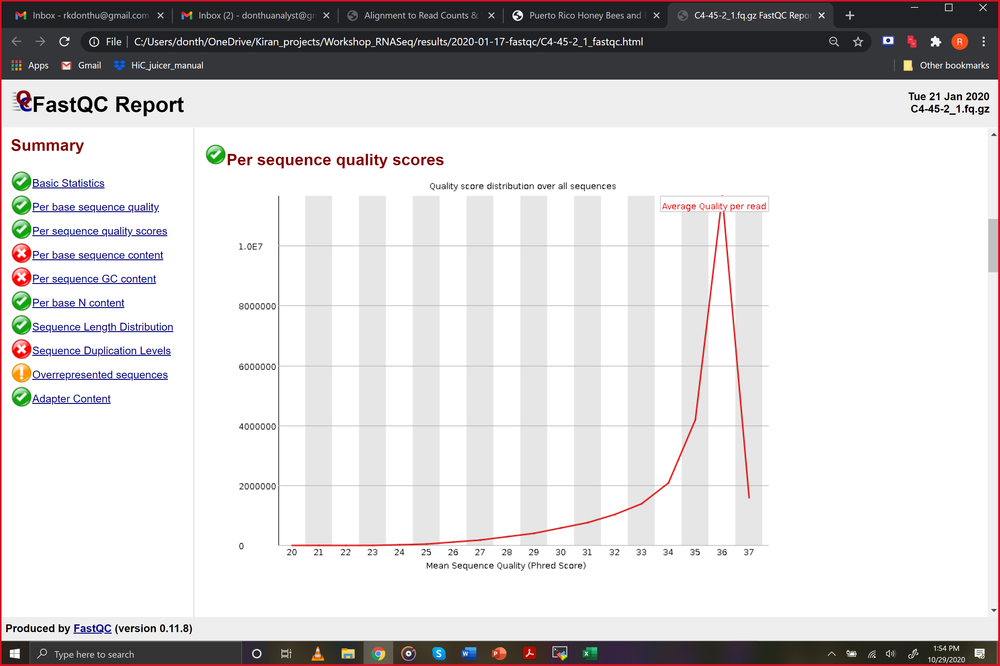 Inbox - rkdonthu@gmail.com
Inbox (2) - donthuanalyst@gm
Alignment to Read Counts &
Puerto Rico Honey Bees and
C4-45-2_1.fq.gz FastQC Repor
File
C:/Users/donth/OneDrive/Kiran_projects/Workshop_RNASeq/results/2020-01-17-fastqc/C4-45-2_1_fastqc.html
R
Apps
Gmail
HiC_juicer_manual
Other bookmarks
FastQC Report
Tue 21 Jan 2020
C4-45-2_1.fq.gz
Summary
Basic Statistics
Per base sequence quality
Per sequence quality scores
Per base sequence content
Per sequence GC content
Per base N content
Sequence Length Distribution
Sequence Duplication Levels
Overrepresented sequences
Adapter Content
Per sequence quality scores
Quality score distribution over all sequences
Average Quality per read
1.0E7
8000000
6000000
4000000
2000000
0
20 21 22 23 24 25 26 27 28 29 30 31 32 33 34 35 36 37
Mean Sequence Quality (Phred Score)
Produced by FastQC (version 0.11.8)
Type here to search
1:54 PM
10/29/2020